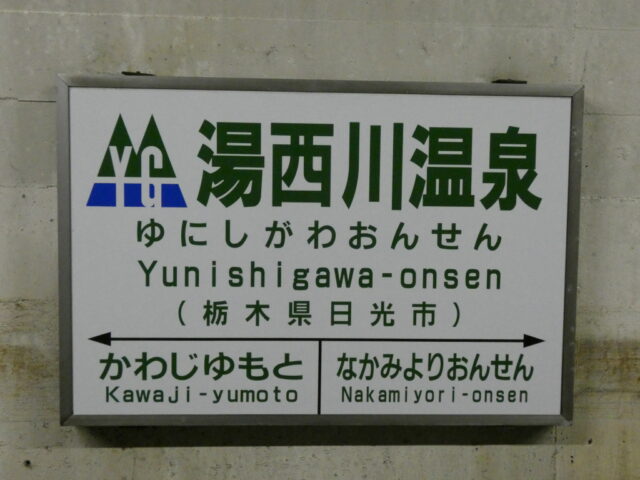 yg
湯西川温泉
ゆにしがわおんせん
Yunishigawa-onsen
(栃木県日光市)
かわじゆもと
Kawaji-yumoto
なかみよりおんせん
Nakamiyori-onsen